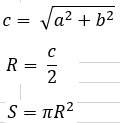 c = √(a² + b²)
R = c/2
S = πR²